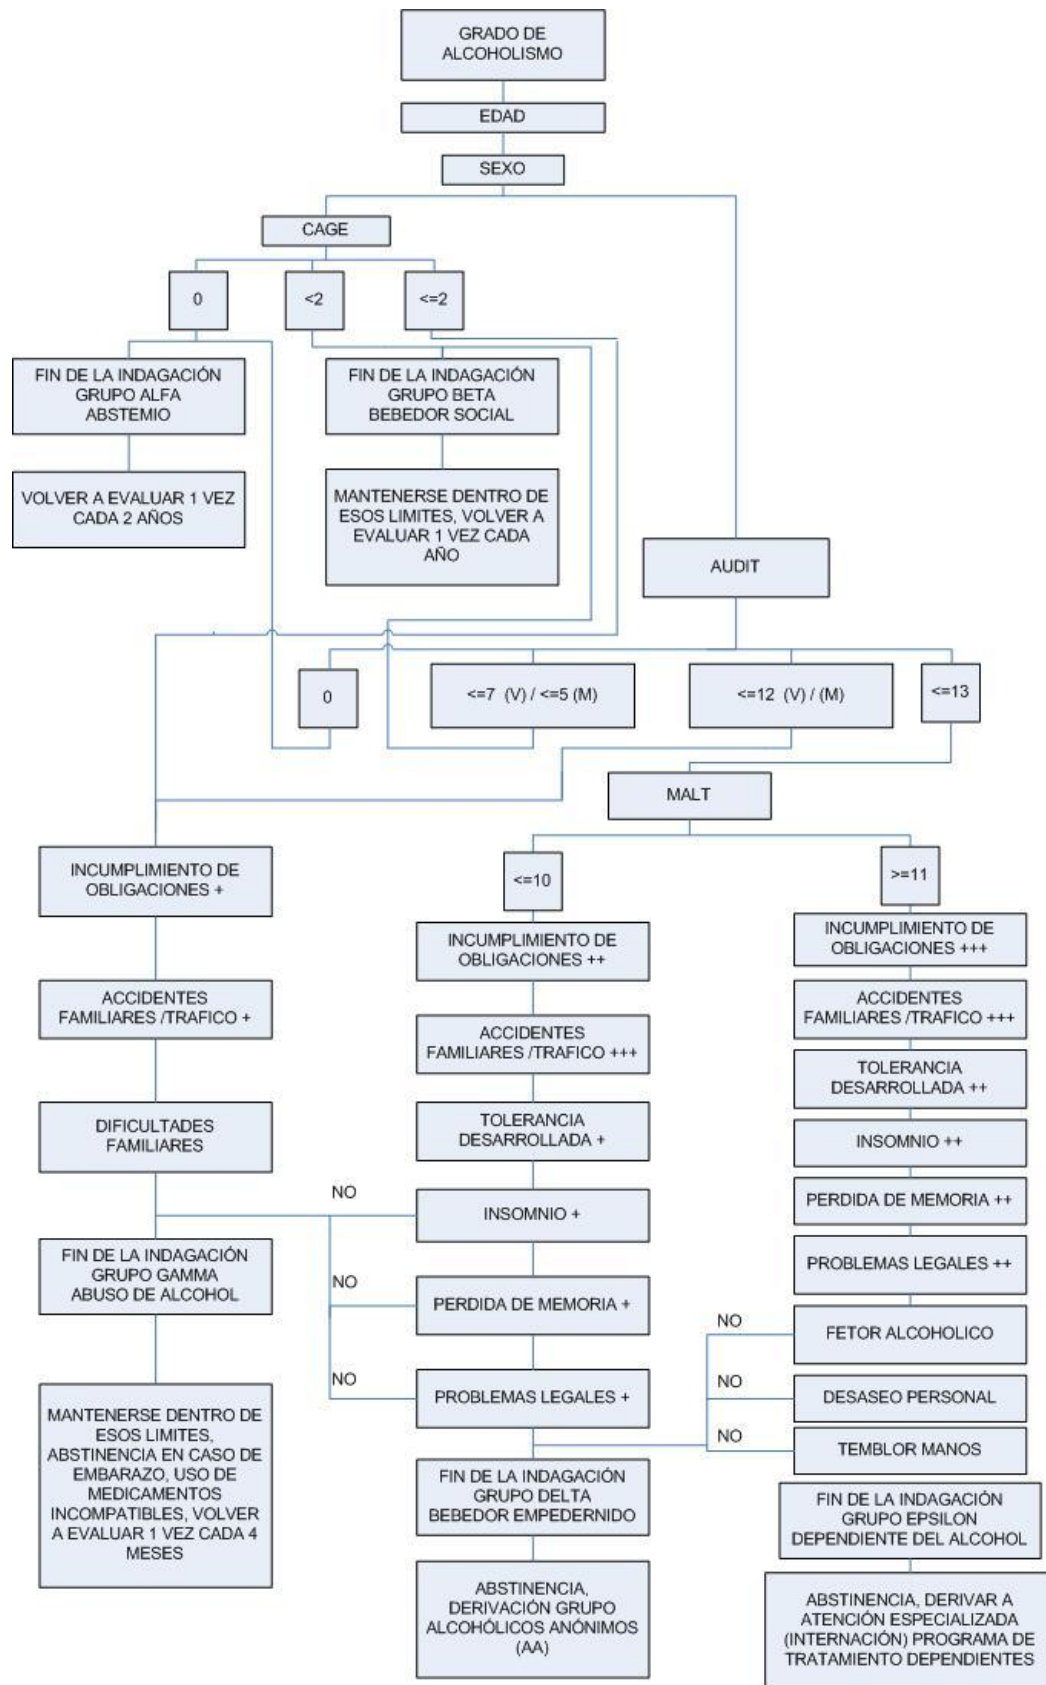 GRADO DE
ALCOHOLISMO
EDAD
SEXO
CAGE
0
<2
<=2
FIN DE LA INDAGACIÓN
GRUPO ALFA
ABSTEMIO
FIN DE LA INDAGACIÓN
GRUPO BETA
BEBEDOR SOCIAL
VOLVER A EVALUAR 1 VEZ
CADA 2 AÑOS
MANTENERSE DENTRO DE
ESOS LIMITES, VOLVER A
EVALUAR 1 VEZ CADA
AÑO
AUDIT
0
<=7 (V) / <=5 (M)
<=12 (V) / (M)
<=13
MALT
INCUMPLIMIENTO DE
OBLIGACIONES +
ACCIDENTES
FAMILIARES /TRAFICO +
DIFICULTADES
FAMILIARES
FIN DE LA INDAGACIÓN
GRUPO GAMMA
ABUSO DE ALCOHOL
MANTENERSE DENTRO DE
ESOS LIMITES,
ABSTINENCIA EN CASO DE
EMBARAZO, USO DE
MEDICAMENTOS
INCOMPATIBLES, VOLVER
A EVALUAR 1 VEZ CADA 4
MESES
<=10
INCUMPLIMIENTO DE
OBLIGACIONES ++
ACCIDENTES
FAMILIARES /TRAFICO +++
TOLERANCIA
DESARROLLADA +
NO
INSOMNIO +
NO
PERDIDA DE MEMORIA +
NO
PROBLEMAS LEGALES +
FIN DE LA INDAGACIÓN
GRUPO DELTA
BEBEDOR EMPEDERNIDO
ABSTINENCIA,
DERIVACIÓN GRUPO
ALCOHÓLICOS ANÓNIMOS
(AA)
>=11
INCUMPLIMIENTO DE
OBLIGACIONES +++
ACCIDENTES
FAMILIARES /TRAFICO +++
TOLERANCIA
DESARROLLADA ++
INSOMNIO ++
PERDIDA DE MEMORIA ++
PROBLEMAS LEGALES ++
NO
FETOR ALCOHOLICO
NO
DESASEO PERSONAL
NO
TEMBLOR MANOS
FIN DE LA INDAGACIÓN
GRUPO EPSILON
DEPENDIENTE DEL ALCOHOL
ABSTINENCIA, DERIVAR A
ATENCIÓN ESPECIALIZADA
(INTERNACIÓN) PROGRAMA DE
TRATAMIENTO DEPENDIENTES